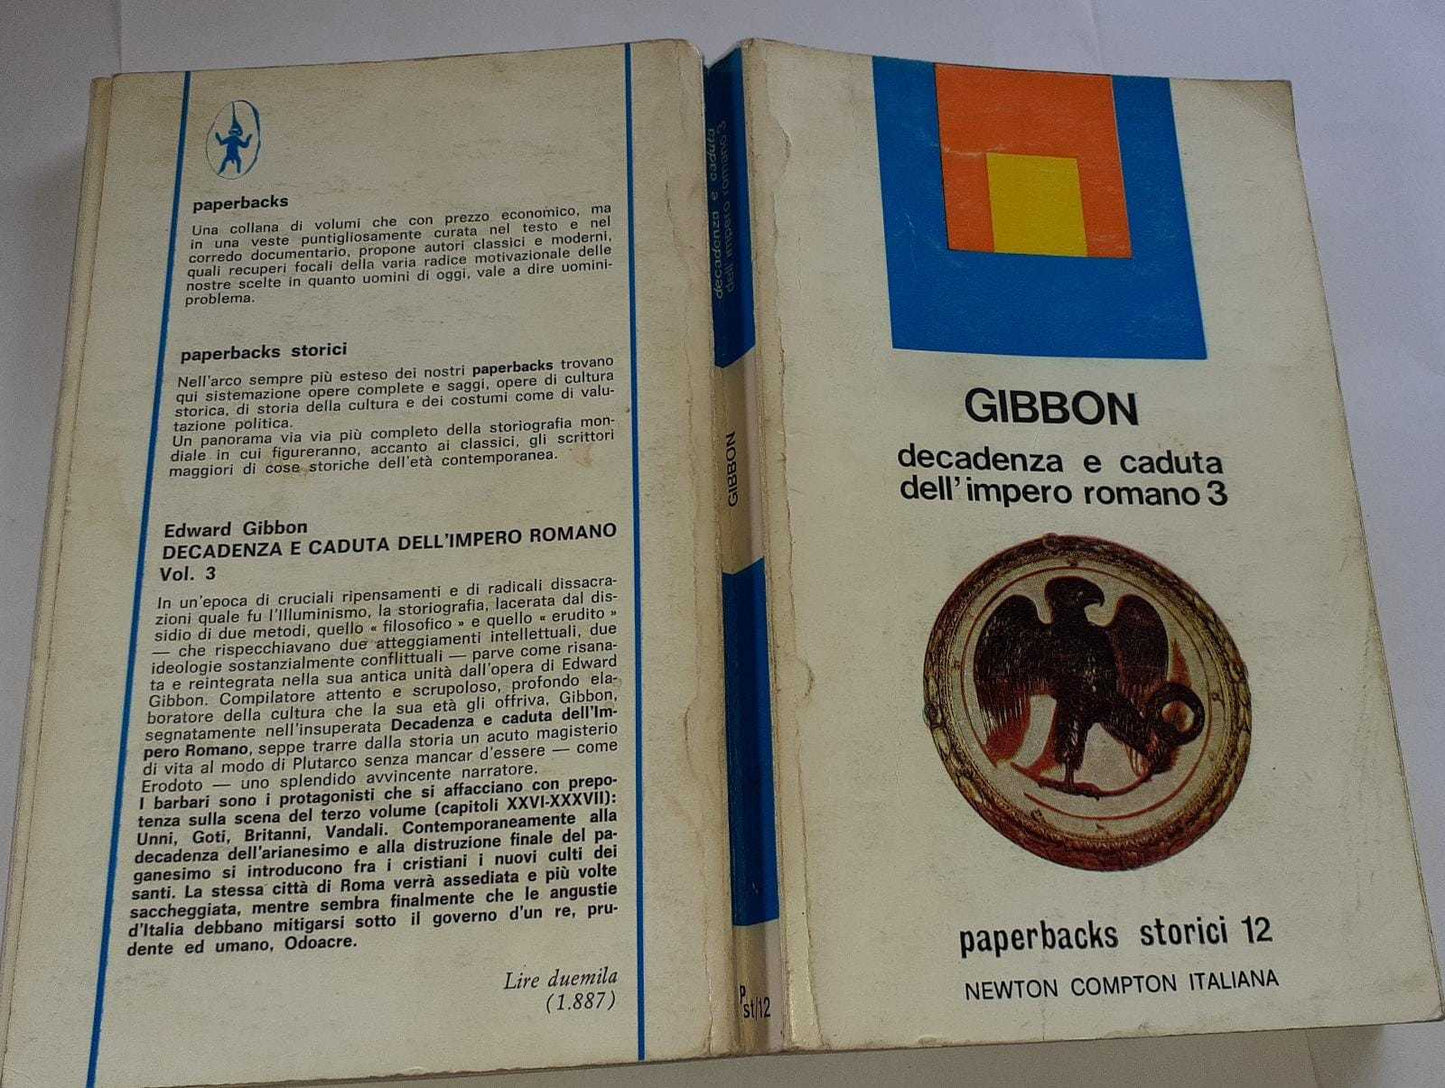 paperbacks
Una collana di volumi che con prezzo economico, ma
in una veste puntigliosamente curata nel testo e nel
corredo documentario, propone autori classici e moderni,
quali recuperi focali della varia radice motivazionale delle
nostre scelte in quanto uomini di oggi, vale a dire uomini-
problema.
paperbacks storici
Nell'arco sempre più esteso dei nostri paperbacks trovano
qui sistemazione opere complete e saggi, opere di cultura
storica, di storia della cultura e dei costumi come di valu-
tazione politica.
Un panorama via via più completo della storiografia mon-
diale in cui figureranno, accanto ai classici, gli scrittori
maggiori di cose storiche dell'età contemporanea.
Edward Gibbon
DECADENZA E CADUTA DELL'IMPERO ROMANO
Vol. 3
In un'epoca di cruciali ripensamenti e di radicali dissacra-
zioni quale fu l'Illuminismo, la storiografia, lacerata dal dis-
sidio di due metodi, quello « filosofico » e quello « erudito »
— che rispecchiavano due atteggiamenti intellettuali, due
ideologie sostanzialmente conflittuali — parve come risana-
ta e reintegrata nella sua antica unità dall'opera di Edward
Gibbon. Compilatore attento e scrupoloso, profondo ela-
boratore della cultura che la sua età gli offriva, Gibbon,
segnatamente nell'insuperata Decadenza e caduta dell'Im-
pero Romano, seppe trarre dalla storia un acuto magisterio
di vita al modo di Plutarco senza mancar d'essere — come
Erodoto — uno splendido avvincente narratore.
I barbari sono i protagonisti che si affacciano con prepo-
tenza sulla scena del terzo volume (capitoli XXVI-XXXVII):
Unni, Goti, Britanni, Vandali. Contemporaneamente alla
decadenza dell'arianesimo e alla distruzione finale del pa-
ganesimo si introducono fra i cristiani i nuovi culti dei
santi. La stessa città di Roma verrà assediata e più volte
saccheggiata, mentre sembra finalmente che le angustie
d'Italia debbano mitigarsi sotto il governo d'un re, pru-
dente ed umano, Odoacre.
Lire duemila
(1.887)
decadenza e caduta
dell'impero romano 3
GIBBON
P
st/12
GIBBON
decadenza e caduta
dell'impero romano 3
paperbacks storici 12
NEWTON COMPTON ITALIANA